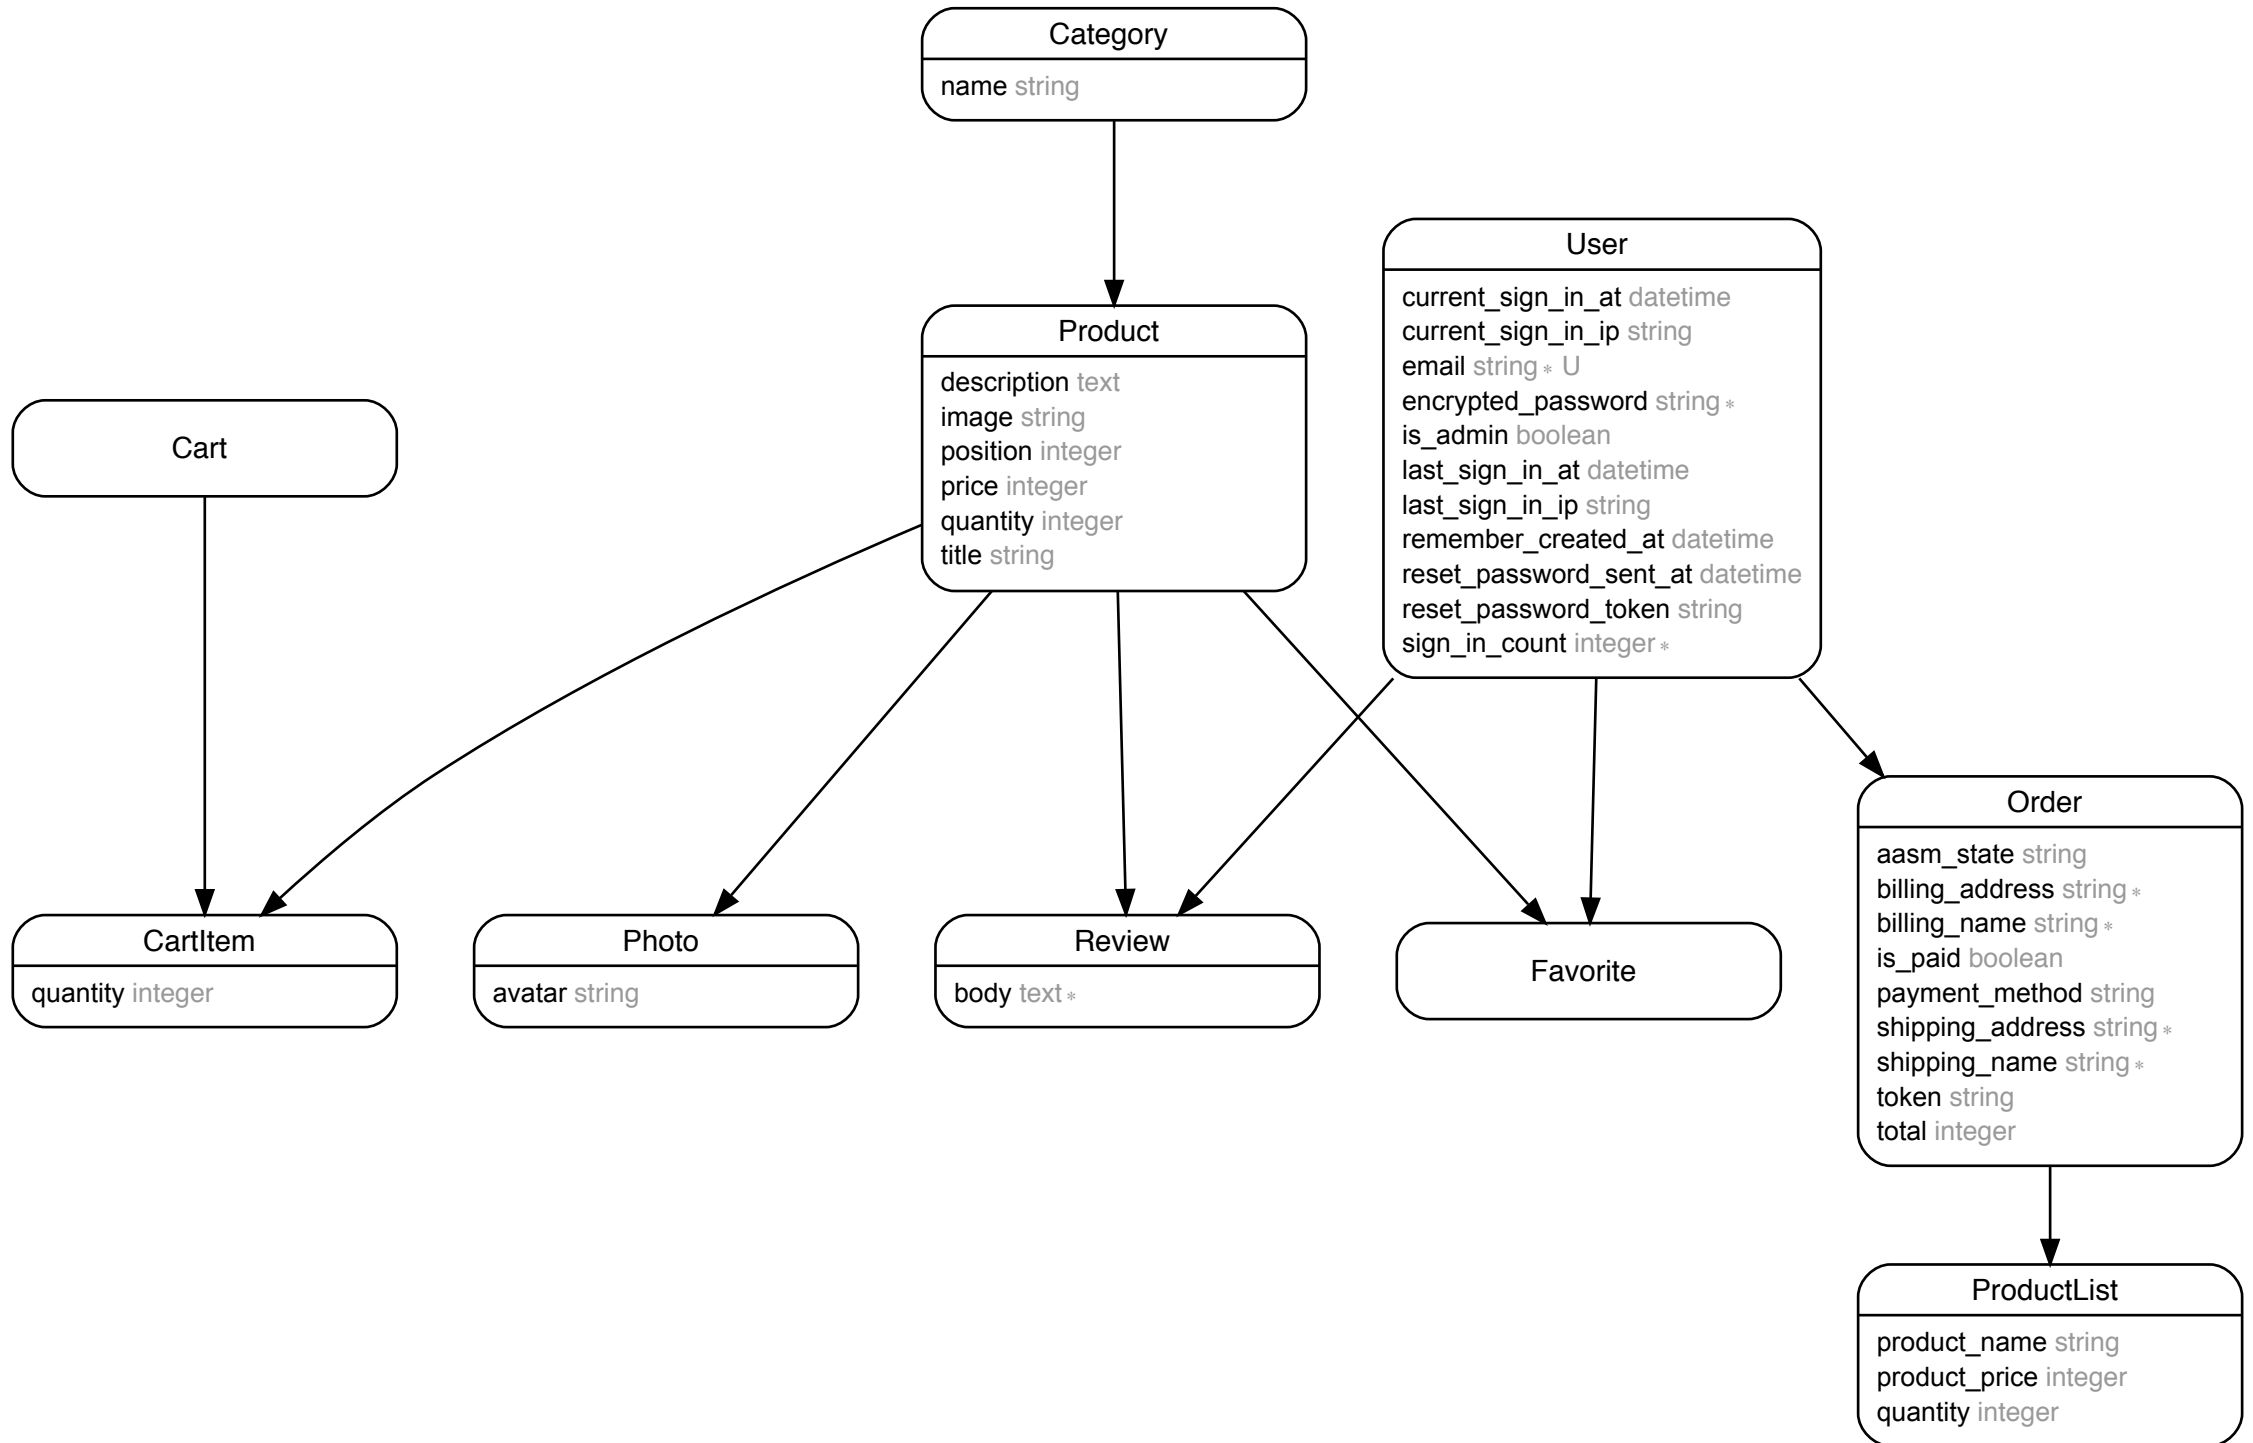 Category
name string
Product
description text
image string
position integer
price integer
quantity integer
title string
User
current_sign_in_at datetime
current_sign_in_ip string
email string∗ U
encrypted_password string∗
is_admin boolean
last_sign_in_at datetime
last_sign_in_ip string
remember_created_at datetime
reset_password_sent_at datetime
reset_password_token string
sign_in_count integer∗
Cart
CartItem
quantity integer
Photo
avatar string
Review
body text∗
Favorite
Order
aasm_state string
billing_address string∗
billing_name string∗
is_paid boolean
payment_method string
shipping_address string∗
shipping_name string∗
token string
total integer
ProductList
product_name string
product_price integer
quantity integer